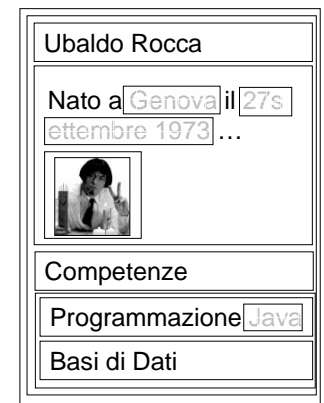 Ubaldo Rocca
Nato a Genova il 27s
ettembre 1973 ...
Competenze
Programmazione Java
Basi di Dati